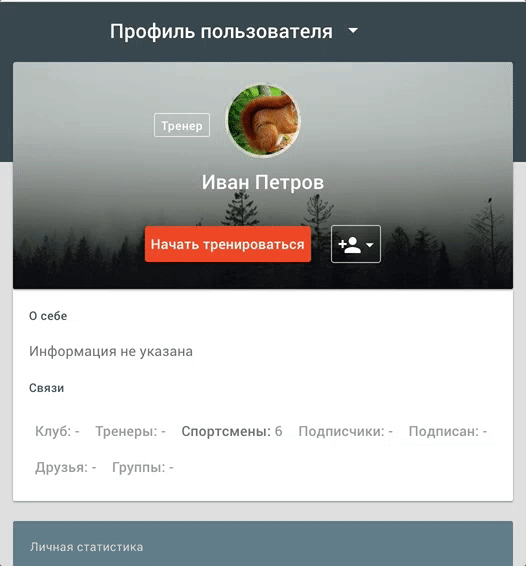 Профиль пользователя
Тренер
Иван Петров
Начать тренироваться
О себе
Информация не указана
Связи
Клуб: - Тренеры: - Спортсмены: 6 Подписчики: - Подписан: -
Друзья: - Группы: -
Личная статистика